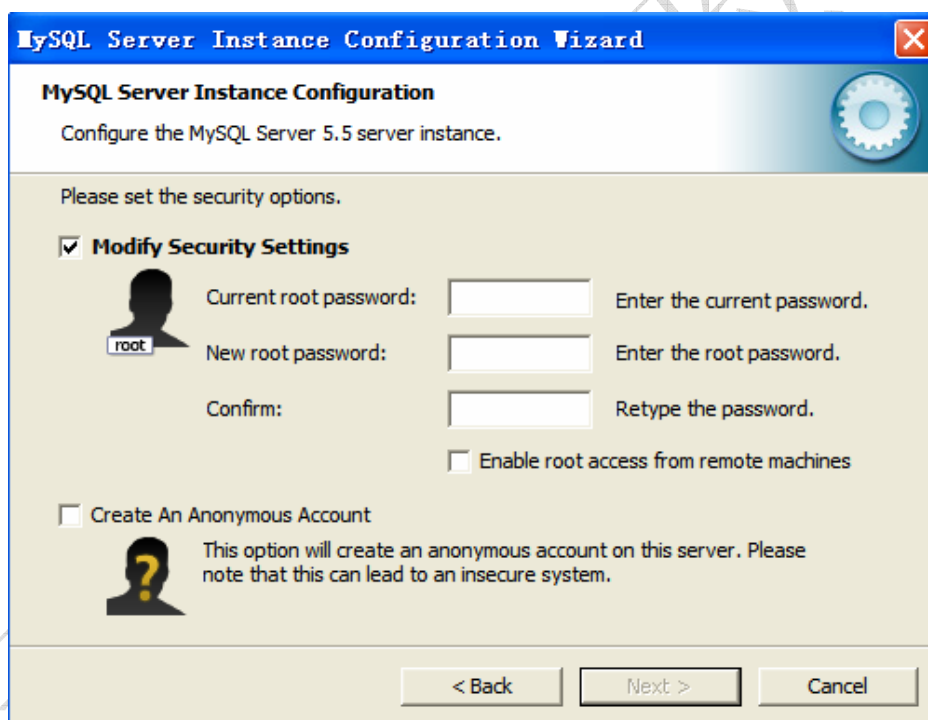 MySQL Server Instance Configuration Wizard
MySQL Server Instance Configuration
Configure the MySQL Server 5.5 server instance.
Please set the security options.
Modify Security Settings
root
Current root password:
Enter the current password.
New root password:
Enter the root password.
Confirm:
Retype the password.
Enable root access from remote machines
Create An Anonymous Account
This option will create an anonymous account on this server. Please
note that this can lead to an insecure system.
< Back
Next >
Cancel